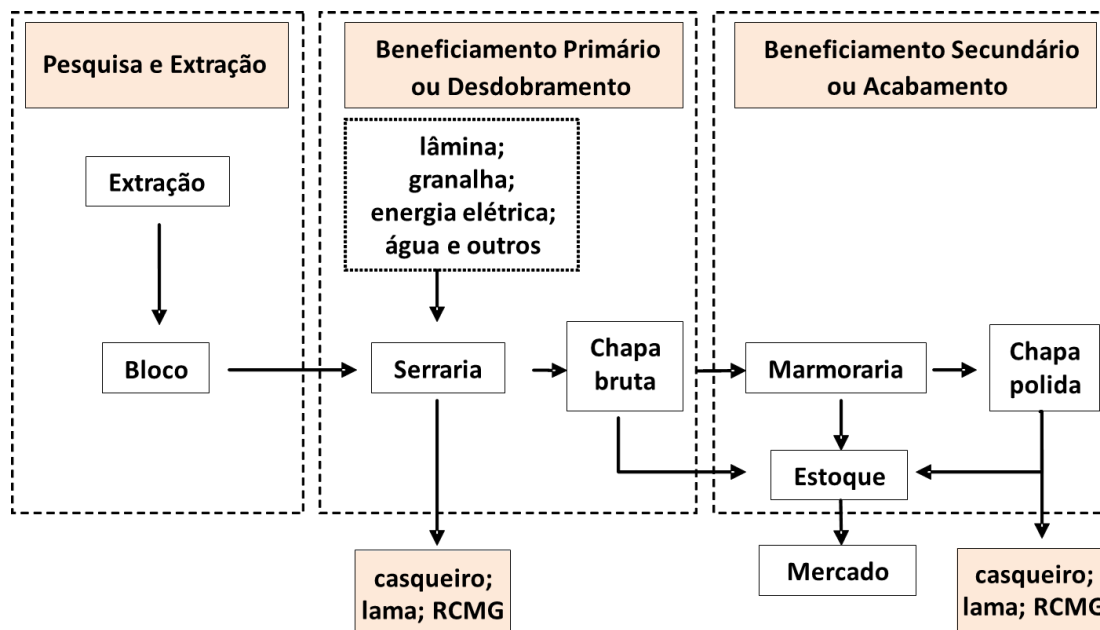 Pesquisa e Extração
Beneficiamento Primário
ou Desdobramento
Beneficiamento Secundário
ou Acabamento
lâmina;
granalha;
energia elétrica;
água e outros
Extração
Bloco
Serraria
Chapa
bruta
Marmoraria
Chapa
polida
Estoque
casqueiro;
lama; RCMG
Mercado
casqueiro;
lama; RCMG